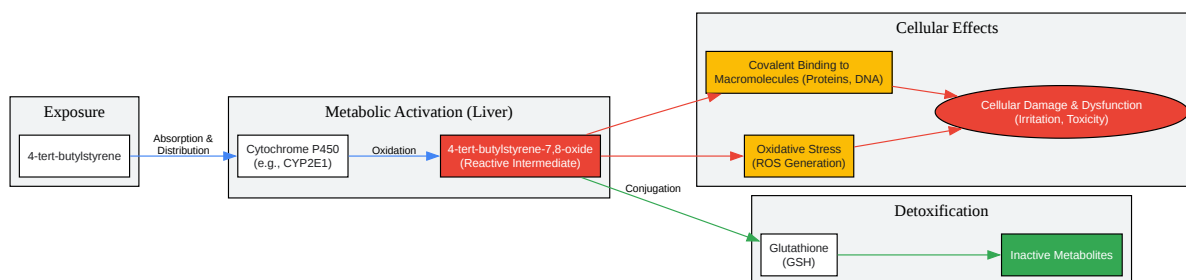 Exposure
4-tert-butylstyrene
Absorption &
Distribution
Metabolic Activation (Liver)
Cytochrome P450
(e.g., CYP2E1)
Oxidation
4-tert-butylstyrene-7,8-oxide
(Reactive Intermediate)
Cellular Effects
Covalent Binding to
Macromolecules (Proteins, DNA)
Oxidative Stress
(ROS Generation)
Cellular Damage & Dysfunction
(Irritation, Toxicity)
Conjugation
Detoxification
Glutathione
(GSH)
Inactive Metabolites